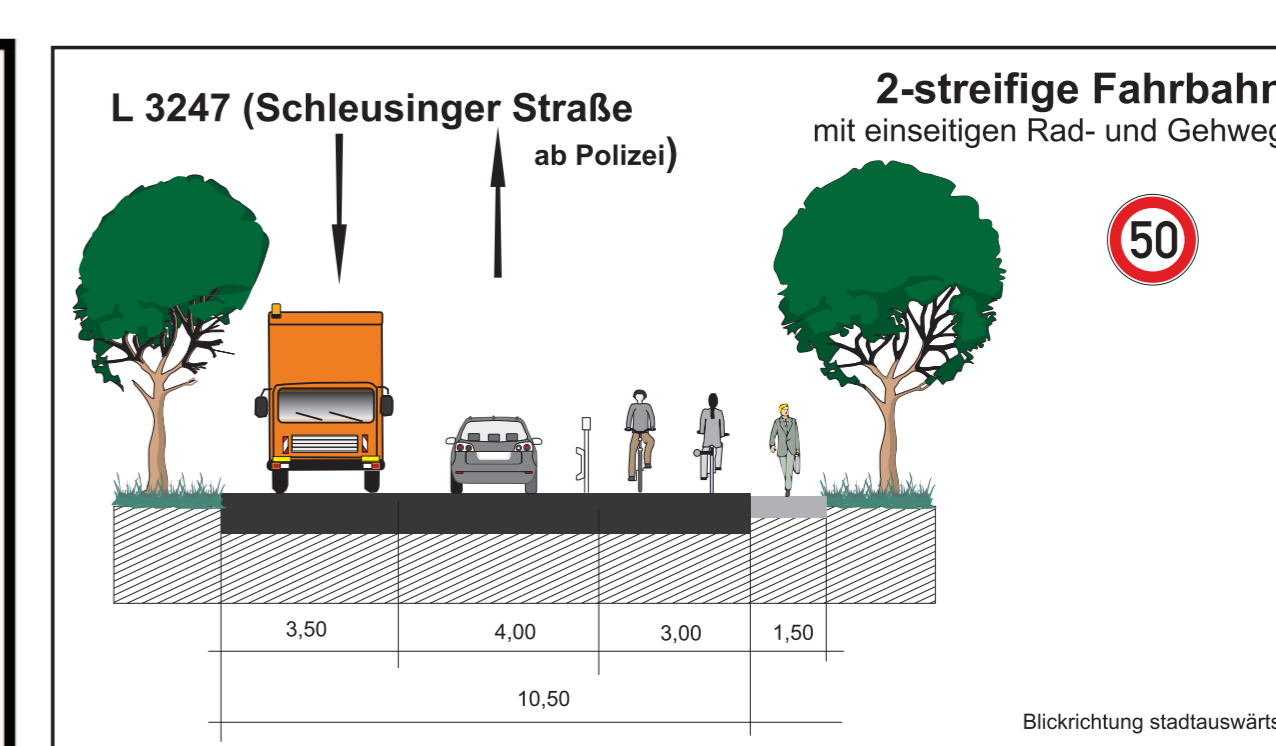 L 3247 (Schleusinger Straße
ab Polizei)
2-streifige Fahrbahn
mit einseitigen Rad- und Gehweg
50
3,50
4,00
3,00
1,50
10,50
Blickrichtung stadtauswärts